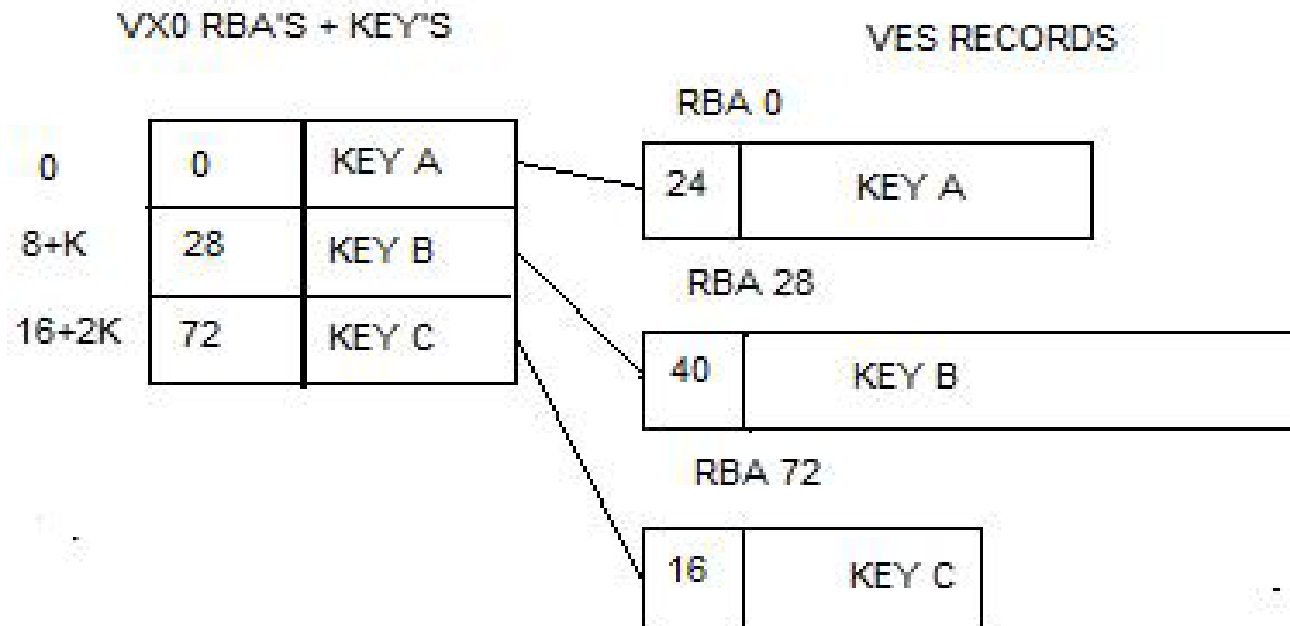 VX0 RBA'S + KEY"S
VES RECORDS
RBA 0
0 0 KEY A
24 KEY A
8+K 28 KEY B
RBA 28
16+2K 72 KEY C
40 KEY B
RBA 72
16 KEY C